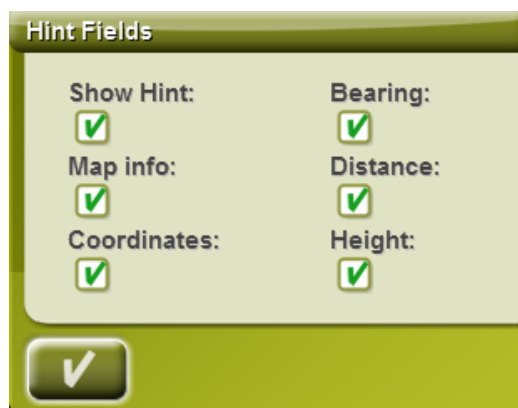 Hint Fields
Show Hint: Bearing:
Map info: Distance:
Coordinates: Height: